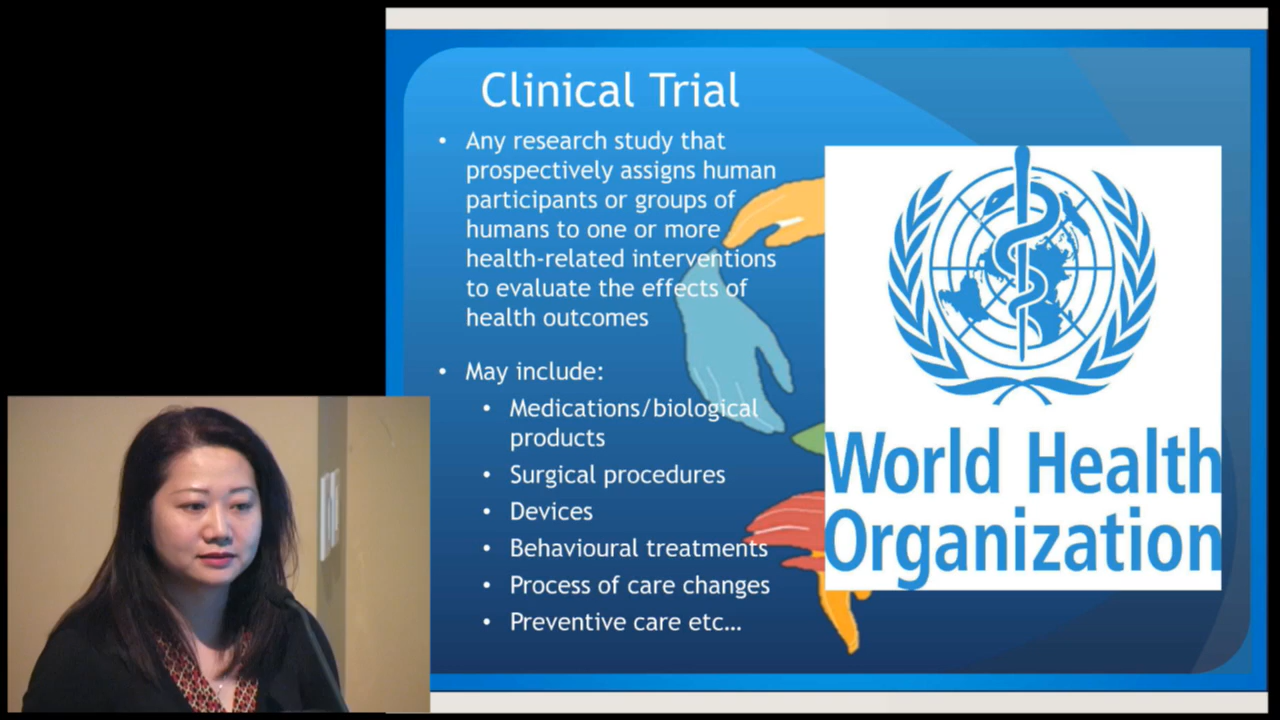 Clinical Trial
• Any research study that
prospectively assigns human
participants or groups of
humans to one or more
health-related interventions
to evaluate the effects of
health outcomes
• May include:
• Medications/biological
products
• Surgical procedures
• Devices
• Behavioural treatments
• Process of care changes
• Preventive care etc…
World Health
Organization